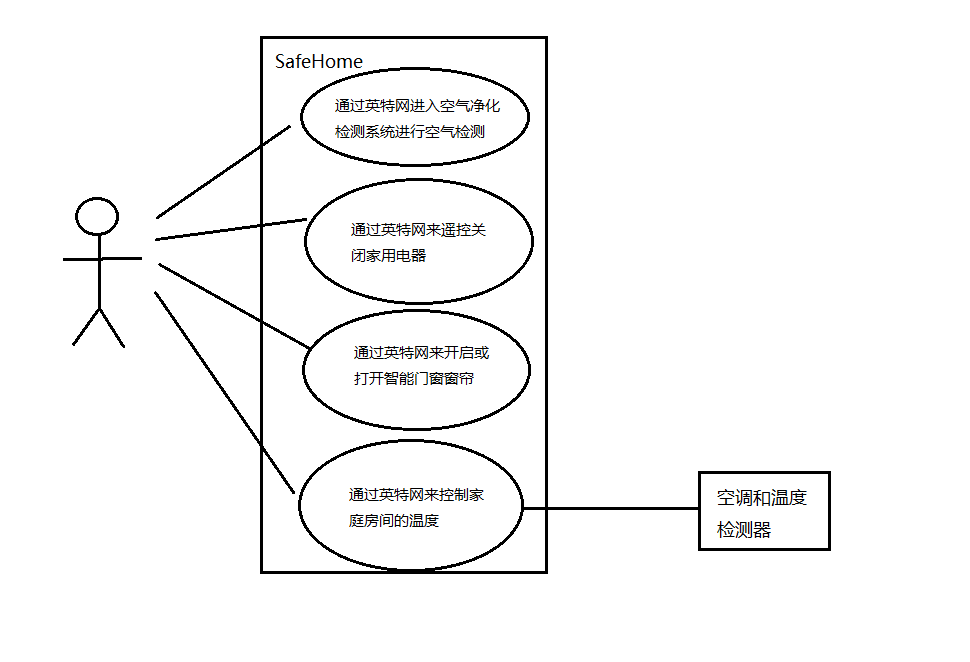 SafeHome
通过英特网进入空气净化
检测系统进行空气检测
通过英特网来遥控关
闭家用电器
通过英特网来开启或
打开智能门窗窗帘
通过英特网来控制家
庭房间的温度
空调和温度
检测器